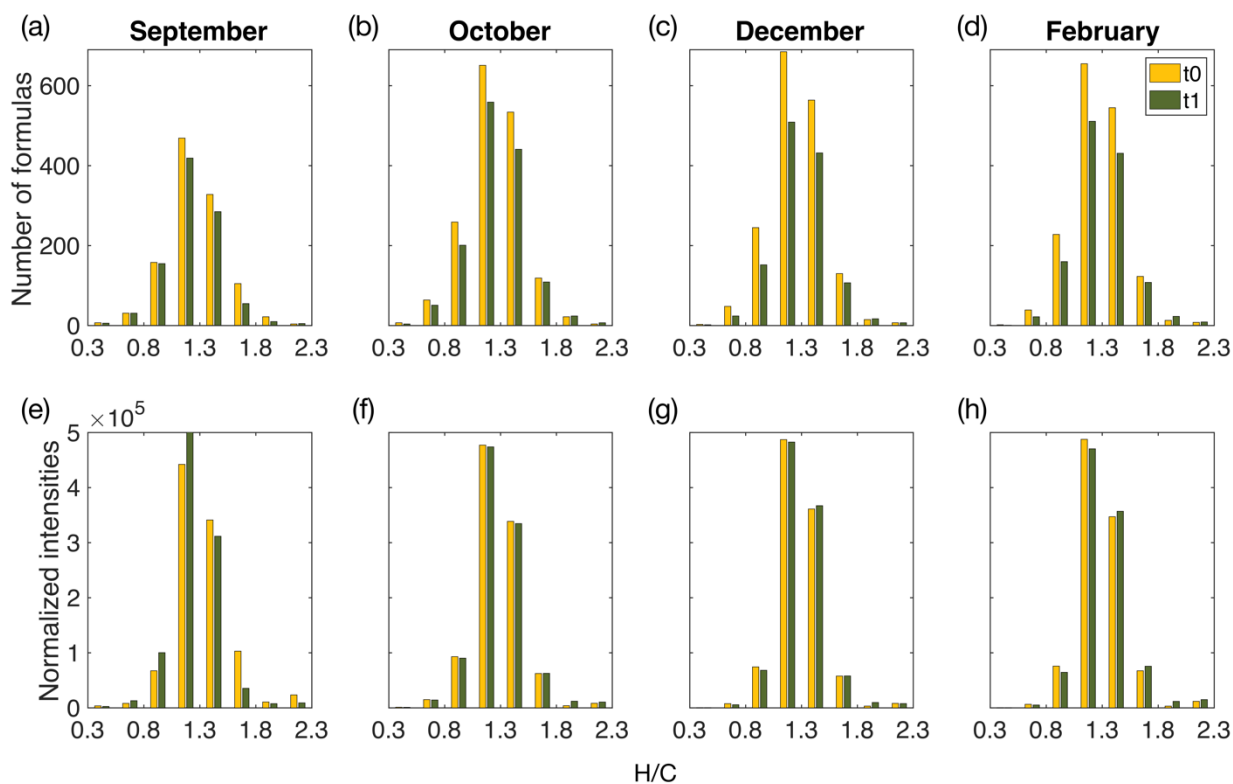 (a) September (b) October (c) December (d) February
Number of formulas
600
400
200
0
t0
t1
0.3 0.8 1.3 1.8 2.3 0.3 0.8 1.3 1.8 2.3 0.3 0.8 1.3 1.8 2.3 0.3 0.8 1.3 1.8 2.3
(e) ×10⁵ (f) (g) (h)
Normalized intensities
5
4
3
2
1
0
0.3 0.8 1.3 1.8 2.3 0.3 0.8 1.3 1.8 2.3 0.3 0.8 1.3 1.8 2.3 0.3 0.8 1.3 1.8 2.3
H/C